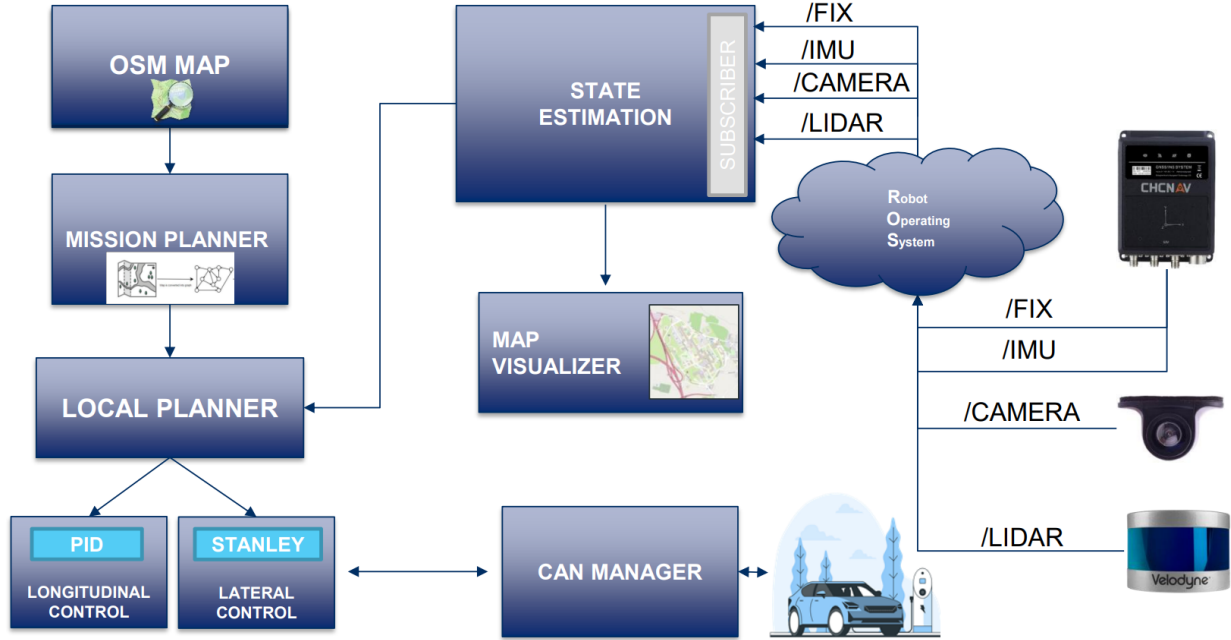 OSM MAP
MISSION PLANNER
LOCAL PLANNER
PID
LONGITUDINAL
CONTROL
STANLEY
LATERAL
CONTROL
STATE
ESTIMATION
SUBSCRIBER
MAP
VISUALIZER
CAN MANAGER
/FIX
/IMU
/CAMERA
/LIDAR
Robot
Operating
System
CHCNAV
/FIX
/IMU
/CAMERA
/LIDAR
Velodyne